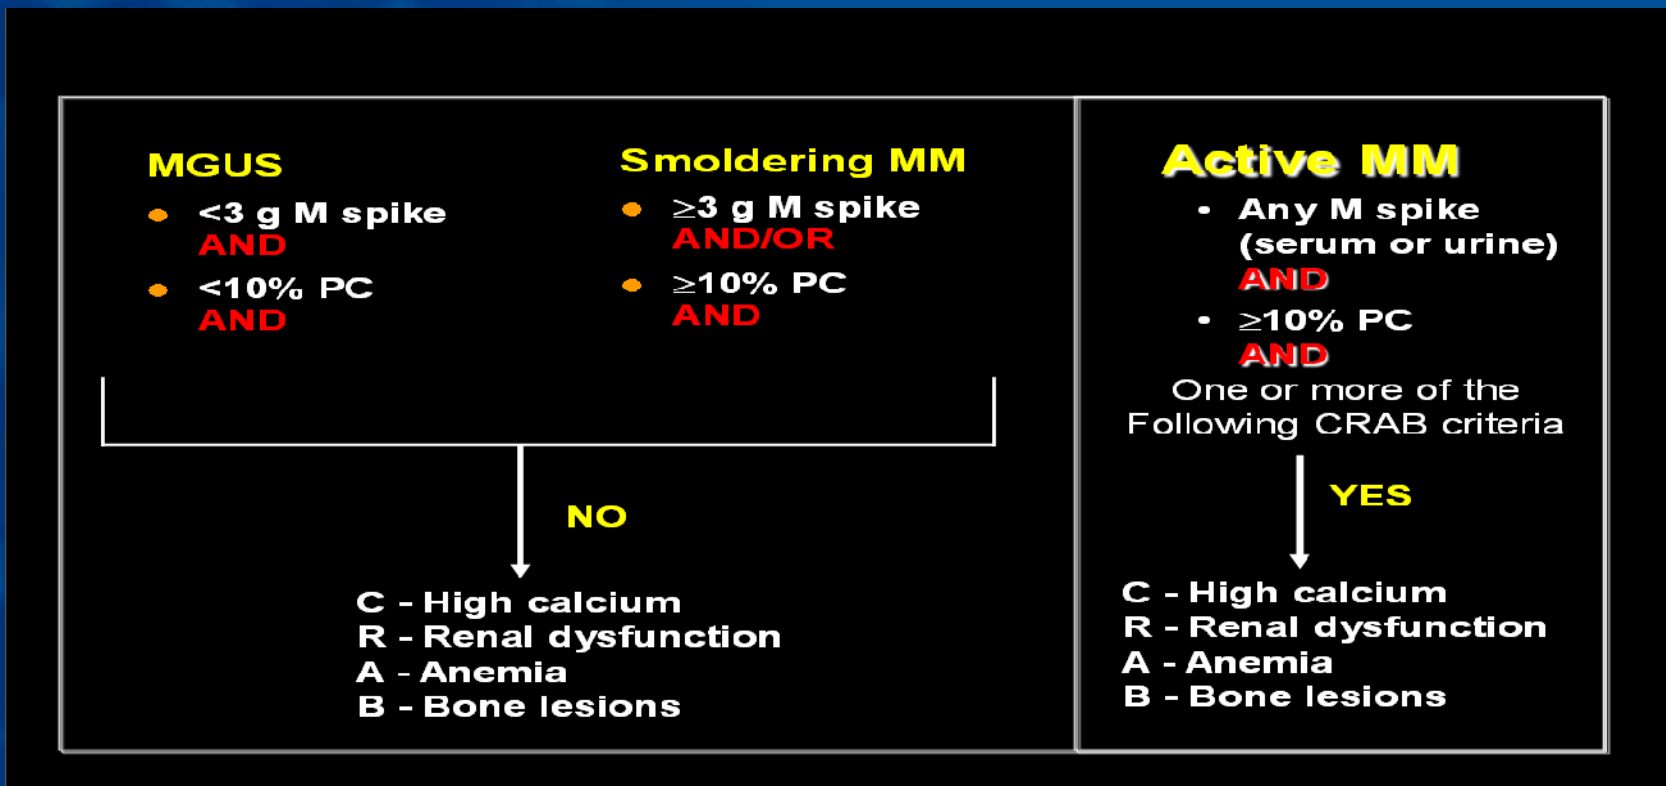 MGUS
• <3 g M spike
AND
• <10% PC
AND
Smoldering MM
• ≥3 g M spike
AND/OR
• ≥10% PC
AND
NO
C - High calcium
R - Renal dysfunction
A - Anemia
B - Bone lesions
Active MM
• Any M spike
(serum or urine)
AND
• ≥10% PC
AND
One or more of the
Following CRAB criteria
YES
C - High calcium
R - Renal dysfunction
A - Anemia
B - Bone lesions